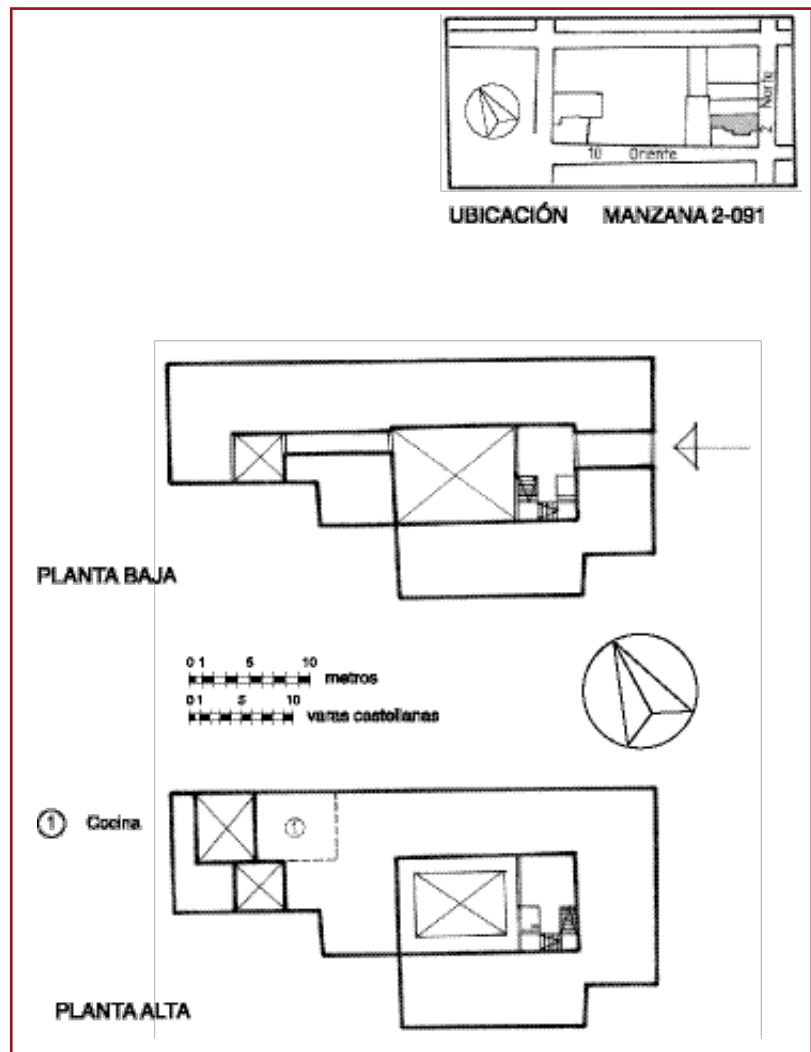 2 Norte
10 Oriente
UBICACIÓN MANZANA 2-091
PLANTA BAJA
0 1 5 10
metros
0 1 5 10
varas castellanas
1 Cocina
1
PLANTA ALTA